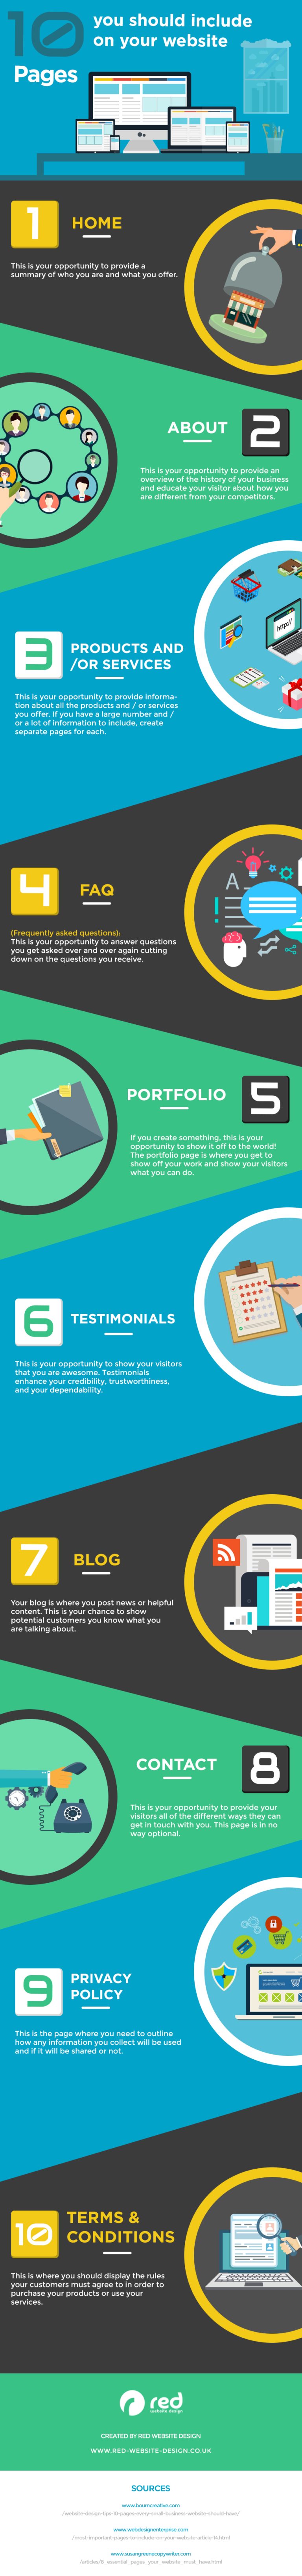 10 you should include
on your website
Pages
1
HOME
This is your opportunity to provide a
summary of who you are and what you offer.
ABOUT
2
This is your opportunity to provide an
overview of the history of your business
and educate your visitor about how you
are different from your competitors.
http://
3
PRODUCTS AND
/OR SERVICES
This is your opportunity to provide informa-
tion about all the products and / or services
you offer. If you have a large number and /
or a lot of information to include, create
separate pages for each.
4
FAQ
A
(Frequently asked questions):
This is your opportunity to answer questions
you get asked over and over again cutting
down on the questions you receive.
PORTFOLIO
5
If you create something, this is your
opportunity to show it off to the world!
The portfolio page is where you get to
show off your work and show your visitors
what you can do.
6
TESTIMONIALS
This is your opportunity to show your visitors
that you are awesome. Testimonials
enhance your credibility, trustworthiness,
and your dependability.
7
BLOG
Your blog is where you post news or helpful
content. This is your chance to show
potential customers you know what you
are talking about.
CONTACT
8
This is your opportunity to provide your
visitors all of the different ways they can
get in touch with you. This page is in no
way optional.
9
PRIVACY
POLICY
This is the page where you need to outline
how any information you collect will be used
and if it will be shared or not.
10
TERMS &
CONDITIONS
This is where you should display the rules
your customers must agree to in order to
purchase your products or use your
services.
red
website design
CREATED BY RED WEBSITE DESIGN
WWW.RED-WEBSITE-DESIGN.CO.UK
SOURCES
www.bourncreative.com
/website-design-tips-10-pages-every-small-business-website-should-have/
www.webdesignenterprise.com
/most-important-pages-to-include-on-your-website-article-14.html
www.susangreenecopywriter.com
/articles/8_essential_pages_your_website_must_have.html